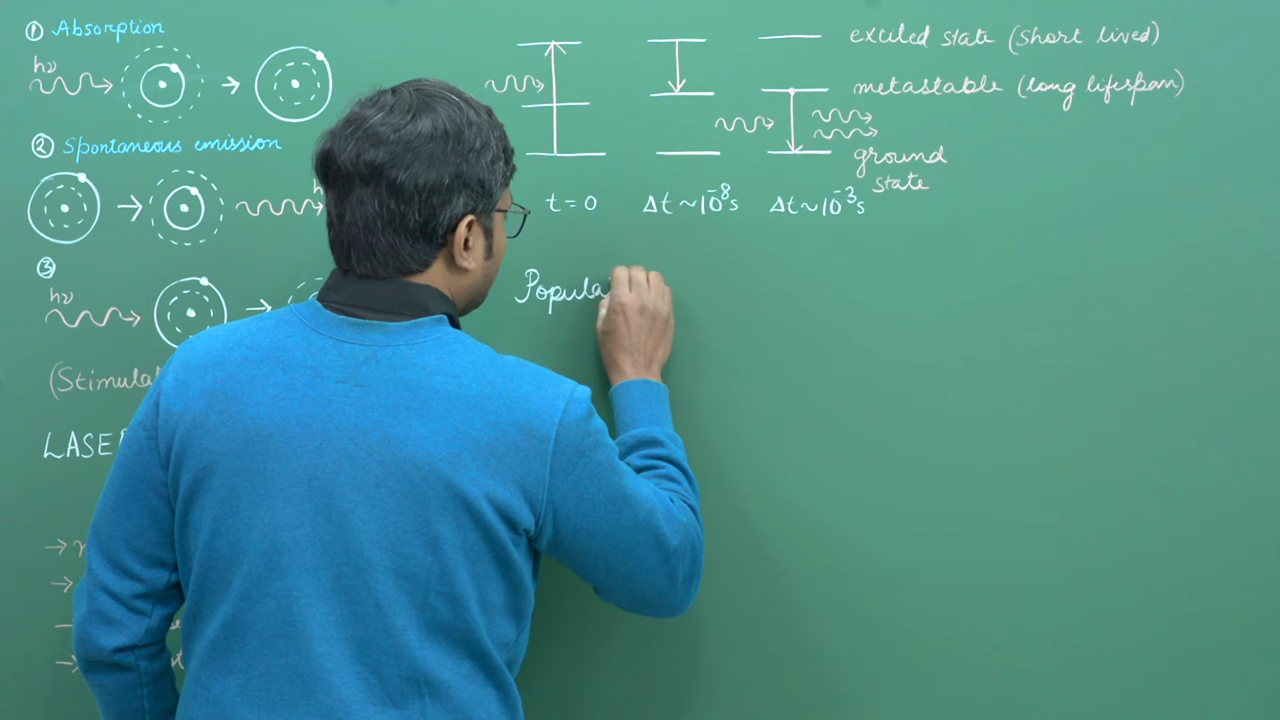 ① Absorption
hν
② Spontaneous emission
③
hν
(Stimula
LASE
excited state (short lived)
metastable (long lifespan)
ground
state
t = 0
Δt ~ 10⁻⁸s
Δt ~ 10⁻³s
Popula